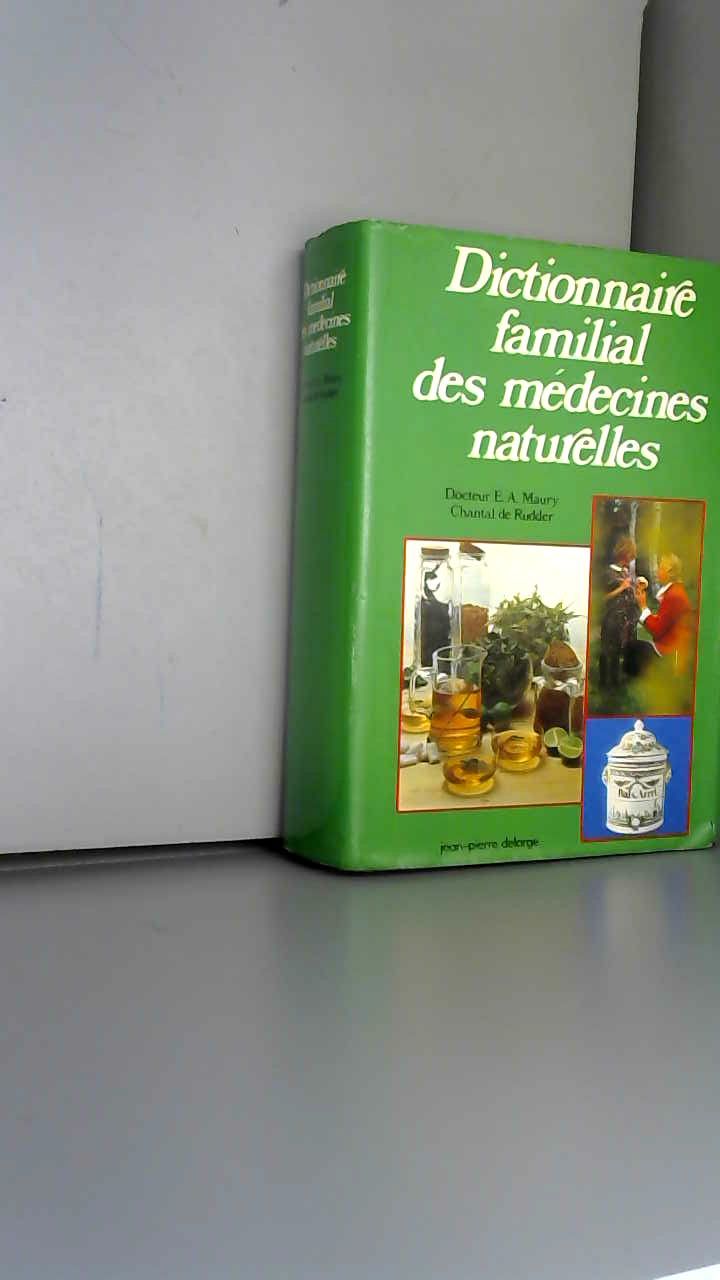 Dictionnaire
familial
des médecines
naturelles
Docteur E. A. Maury
Chantal de Rudder
jean-pierre delarge
Dictionnaire
familial
des médecines
naturelles